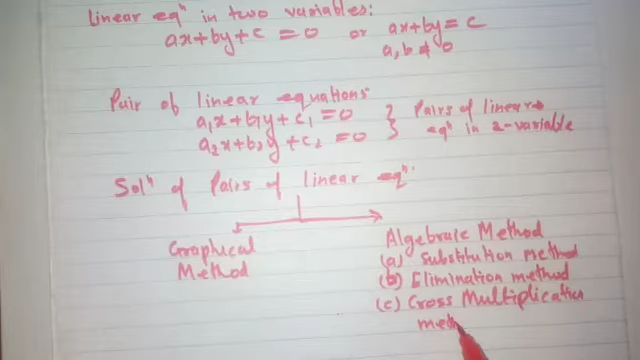 Linear eqⁿ in two variables:
ax+by+c=0 or ax+by=c
a,b≠0
Pair of linear equations
a₁x+b₁y+c₁=0 } Pairs of linear
a₂x+b₂y+c₂=0 } eqⁿ in 2-variable
Solⁿ of Pairs of linear eqⁿ.
Graphical
Method
Algebraic Method
(a) Substitution method
(b) Elimination method
(c) Cross Multiplication
met